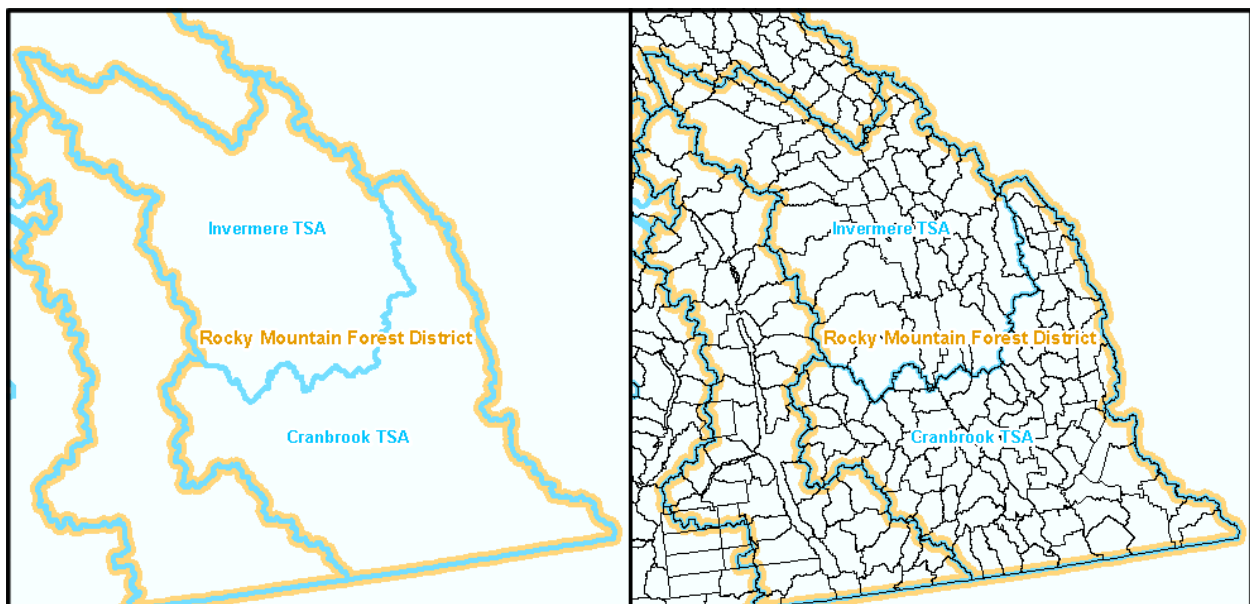 Invermere TSA
Rocky Mountain Forest District
Cranbrook TSA
Invermere TSA
Rocky Mountain Forest District
Cranbrook TSA